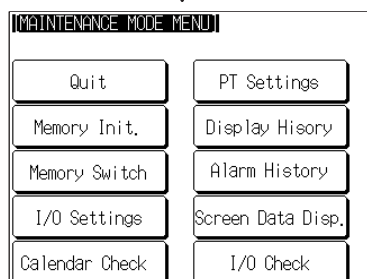 [MAINTENANCE MODE MENU]
Quit
PT Settings
Memory Init.
Display Hisory
Memory Switch
Alarm History
I/O Settings
Screen Data Disp.
Calendar Check
I/O Check